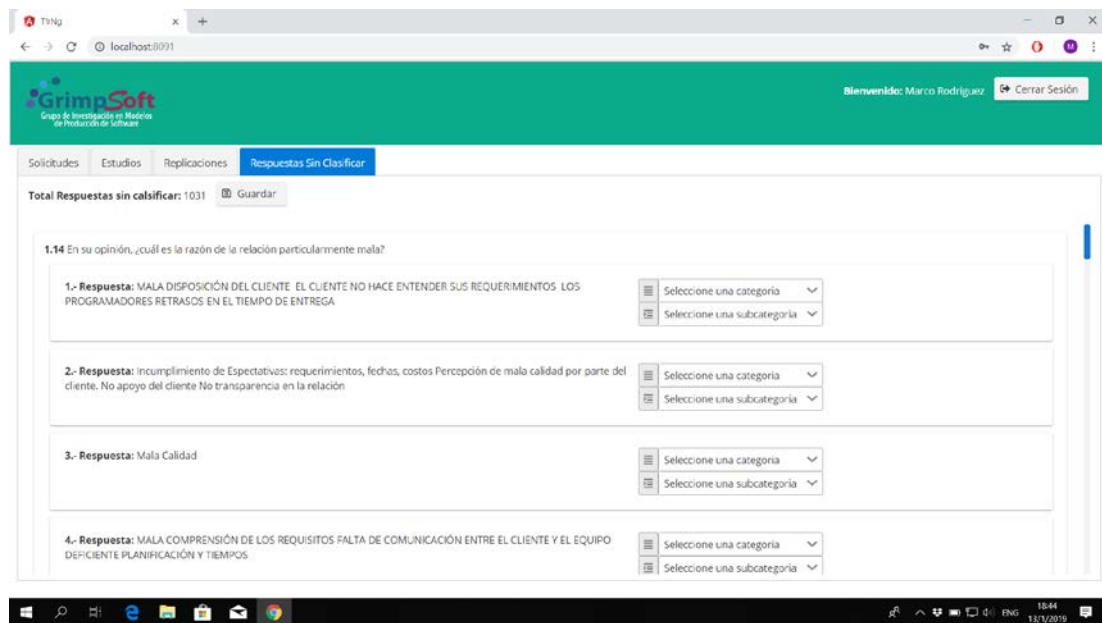 TlrNg
localhost:8091
M
GrimpSoft
Grupo de Investigación en Modelos
de Producción de Software
Bienvenido: Marco Rodriguez
Cerrar Sesión
Solicitudes
Estudios
Replicaciones
Respuestas Sin Clasificar
Total Respuestas sin calsificar: 1031
Guardar
1.14 En su opinión, ¿cuál es la razón de la relación particularmente mala?
1.- Respuesta: MALA DISPOSICIÓN DEL CLIENTE EL CLIENTE NO HACE ENTENDER SUS REQUERIMIENTOS LOS
PROGRAMADORES RETRASOS EN EL TIEMPO DE ENTREGA
Seleccione una categoria
Seleccione una subcategoria
2.- Respuesta: Incumplimiento de Espectativas: requerimientos, fechas, costos Percepción de mala calidad por parte del
cliente. No apoyo del cliente No transparencia en la relación
Seleccione una categoria
Seleccione una subcategoria
3.- Respuesta: Mala Calidad
Seleccione una categoria
Seleccione una subcategoria
4.- Respuesta: MALA COMPRENSIÓN DE LOS REQUISITOS FALTA DE COMUNICACIÓN ENTRE EL CLIENTE Y EL EQUIPO
DEFICIENTE PLANIFICACIÓN Y TIEMPOS
Seleccione una categoria
Seleccione una subcategoria
ENG
18:44
13/1/2019